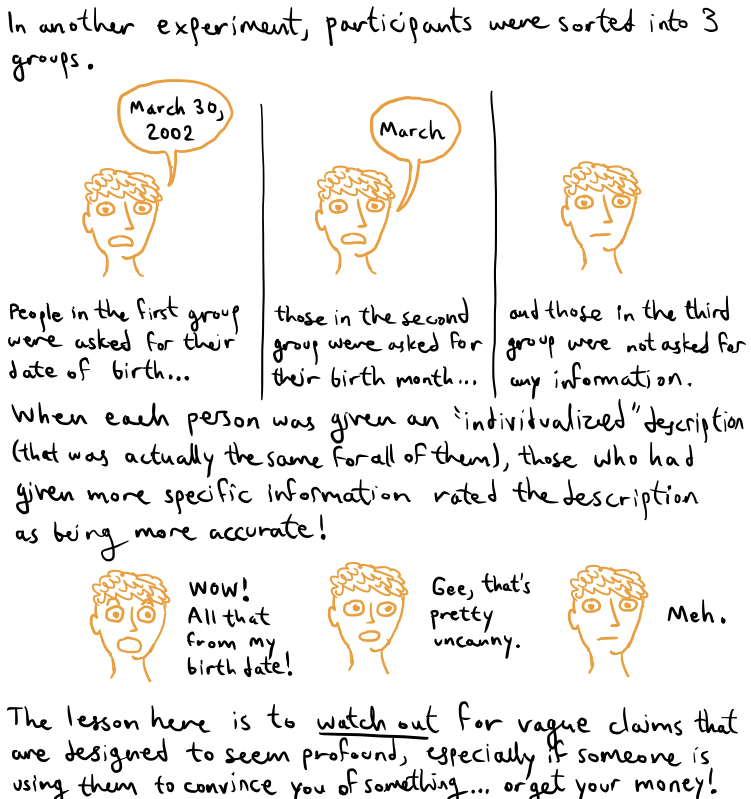 In another experiment, participants were sorted into 3
groups.
March 30,
2002
March
People in the first group
were asked for their
date of birth...
those in the second
group were asked for
their birth month...
and those in the third
group were not asked for
any information.
When each person was given an "individualized" description
(that was actually the same for all of them), those who had
given more specific information rated the description
as being more accurate!
WOW!
All that
from my
birth date!
Gee, that's
pretty
uncanny.
Meh.
The lesson here is to watch out for vague claims that
are designed to seem profound, especially if someone is
using them to convince you of something... or get your money!